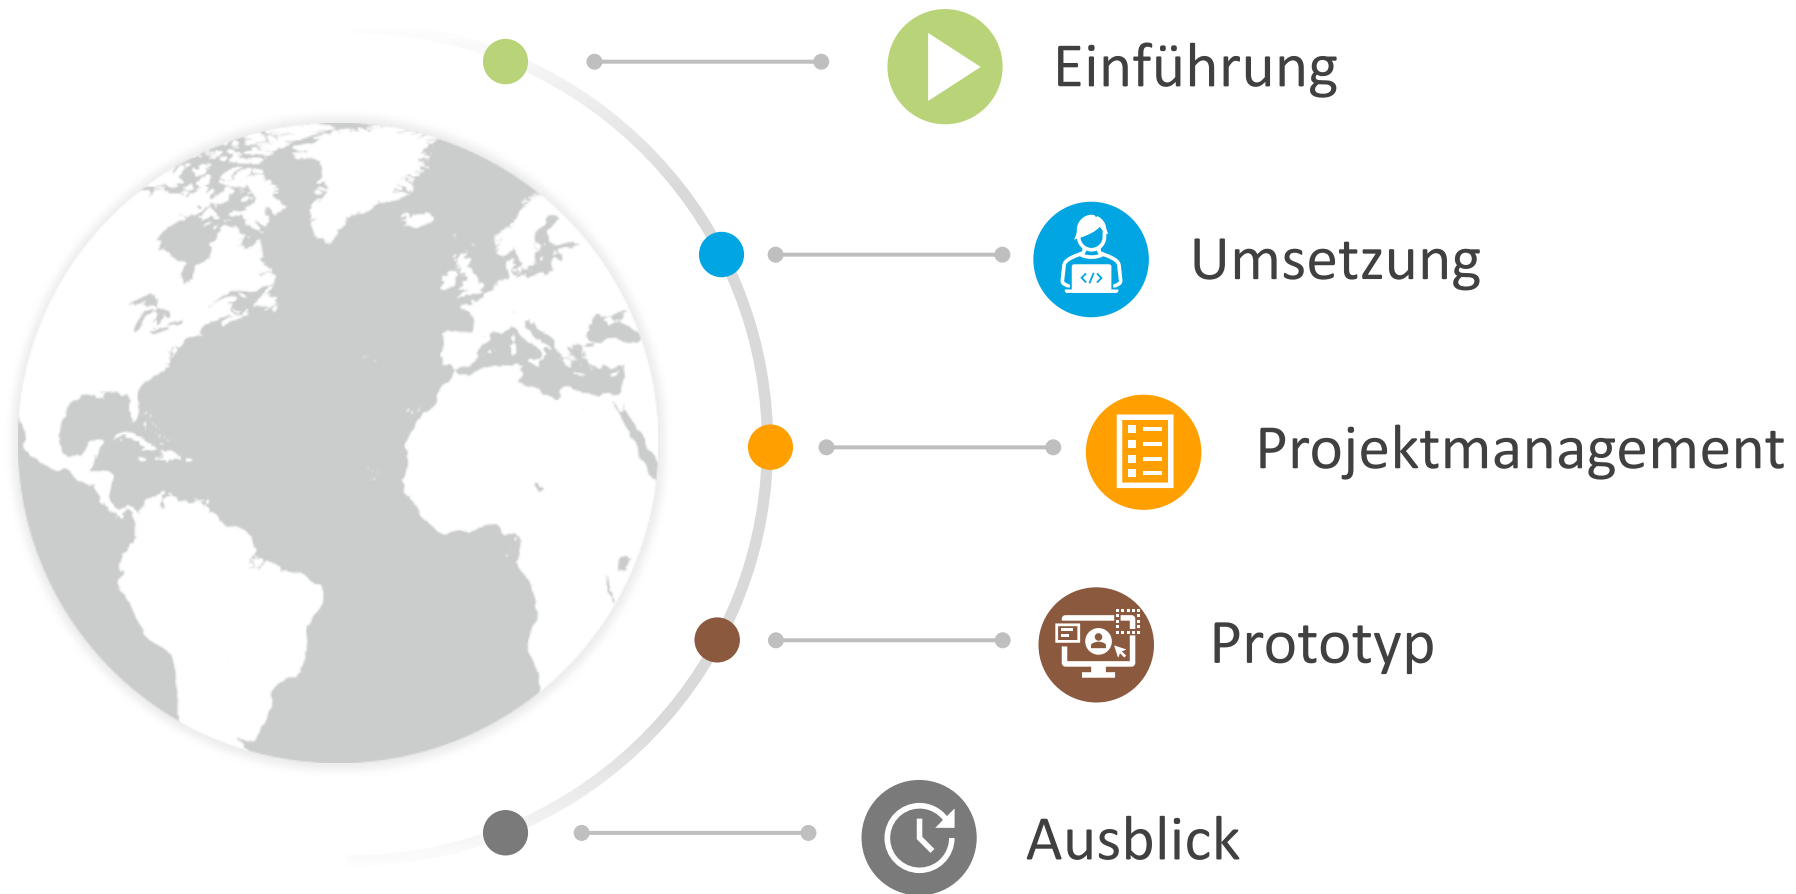 Einführung
Umsetzung
</>
Projektmanagement
Prototyp
Ausblick